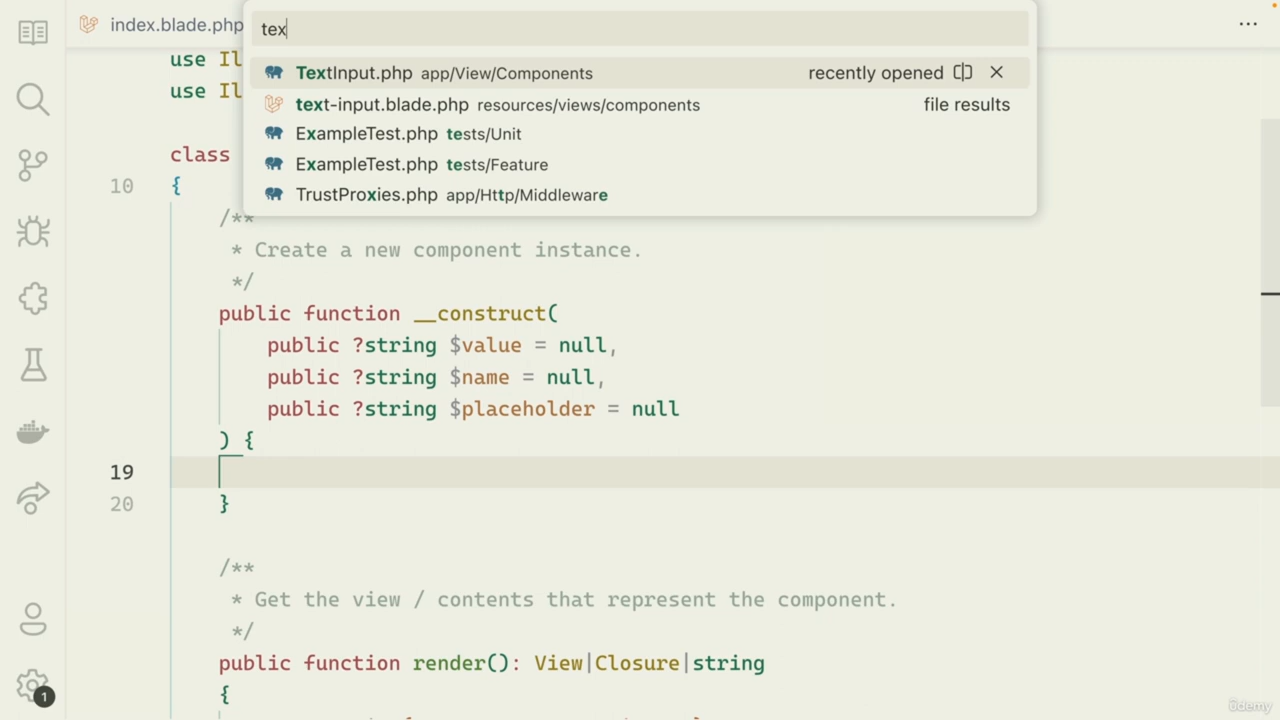 index.blade.php
tex
TextInput.php app/View/Components recently opened
text-input.blade.php resources/views/components file results
ExampleTest.php tests/Unit
ExampleTest.php tests/Feature
TrustProxies.php app/Http/Middleware
use Il
use Il
class
10 {
/**
* Create a new component instance.
*/
public function __construct(
public ?string $value = null,
public ?string $name = null,
public ?string $placeholder = null
) {
19
20 }
/**
* Get the view / contents that represent the component.
*/
public function render(): View|Closure|string
{
1
udemy